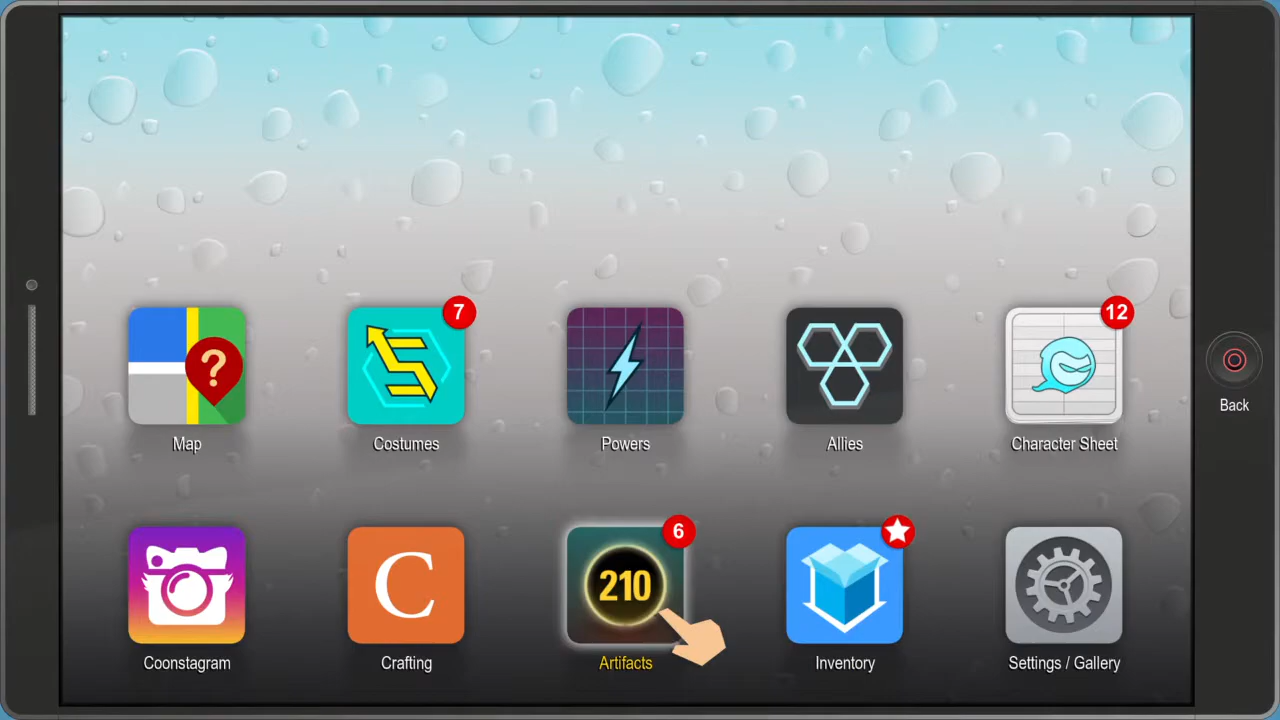 7
12
?
Map
Costumes
Powers
Allies
Character Sheet
Back
6
C
210
Coonstagram
Crafting
Artifacts
Inventory
Settings / Gallery